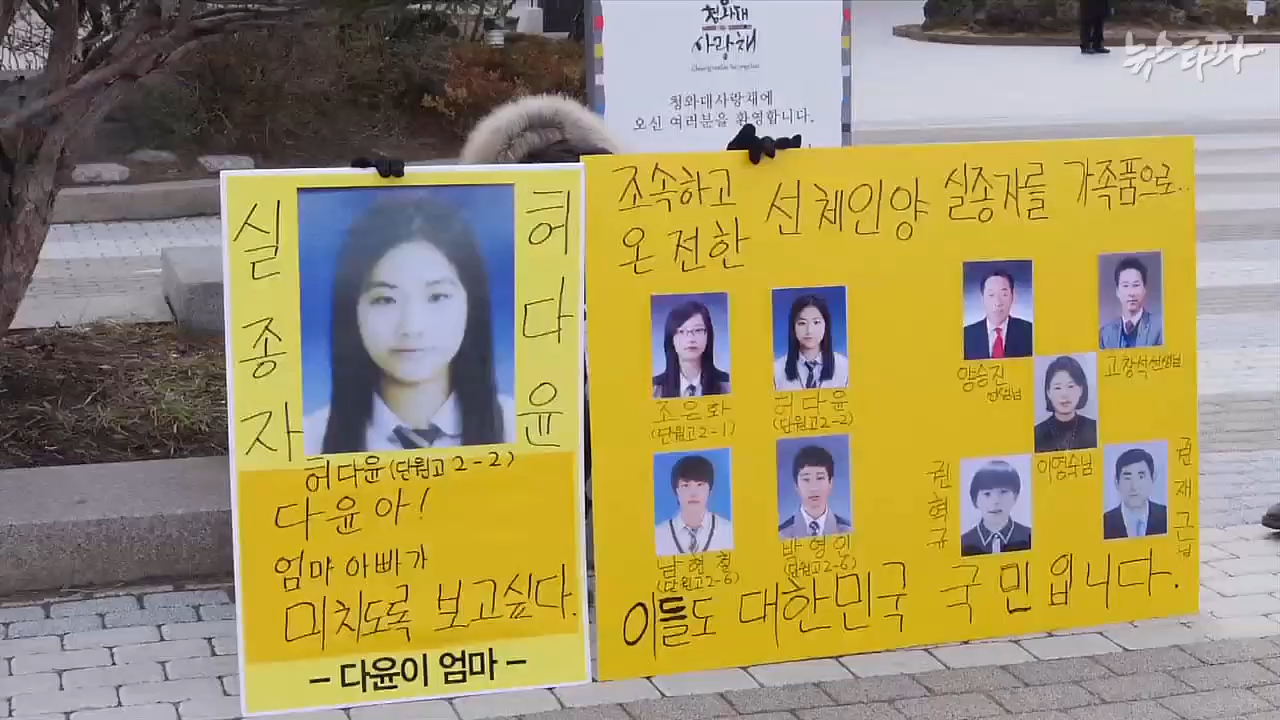 뉴스타파
청와대
사랑채
청와대사랑채에
오신 여러분을 환영합니다.
실종자
허다윤
허다윤(단원고 2-2)
다윤아!
엄마 아빠가
미치도록 보고싶다.
- 다윤이 엄마 -
조속하고 온전한 선체인양 실종자를 가족품으로..
조은화
(단원고2-1)
허다윤
(단원고2-2)
양승진
선생님
고창석선생님
남현철
(단원고2-6)
박영인
(단원고2-6)
권혁규
이영숙님
권재근님
이들도 대한민국 국민입니다.